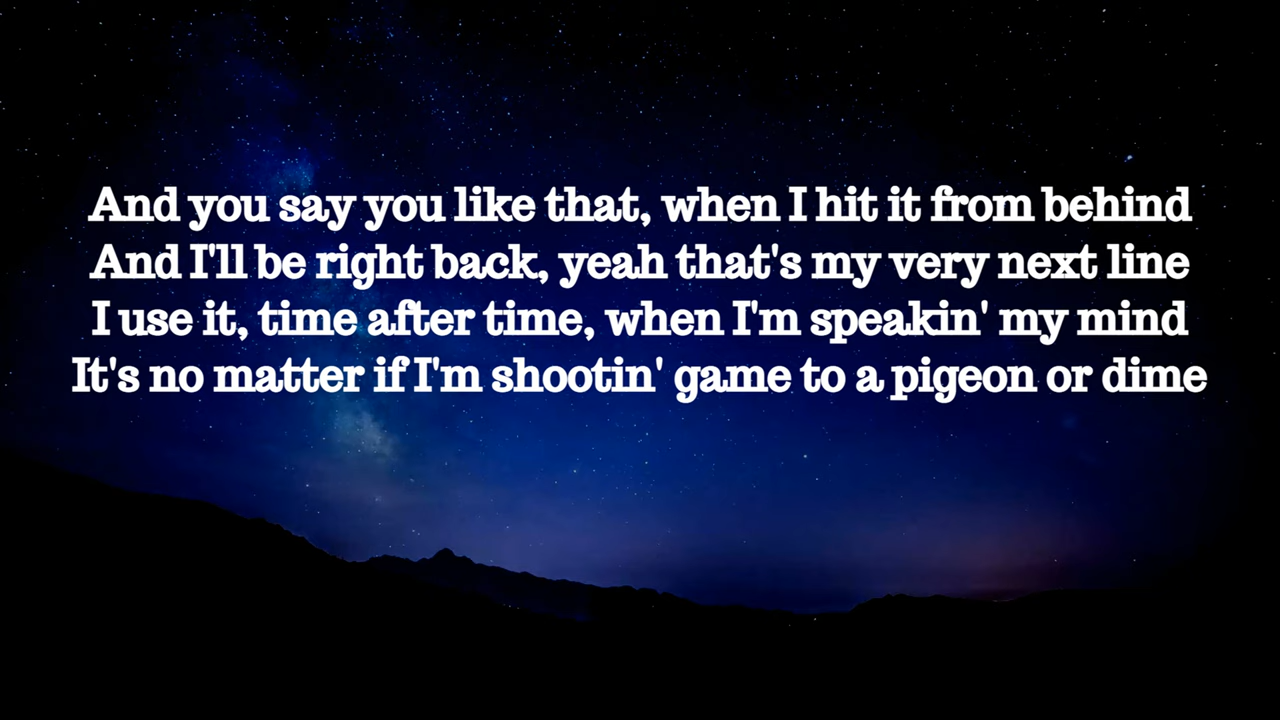 And you say you like that, when I hit it from behind
And I'll be right back, yeah that's my very next line
I use it, time after time, when I'm speakin' my mind
It's no matter if I'm shootin' game to a pigeon or dime